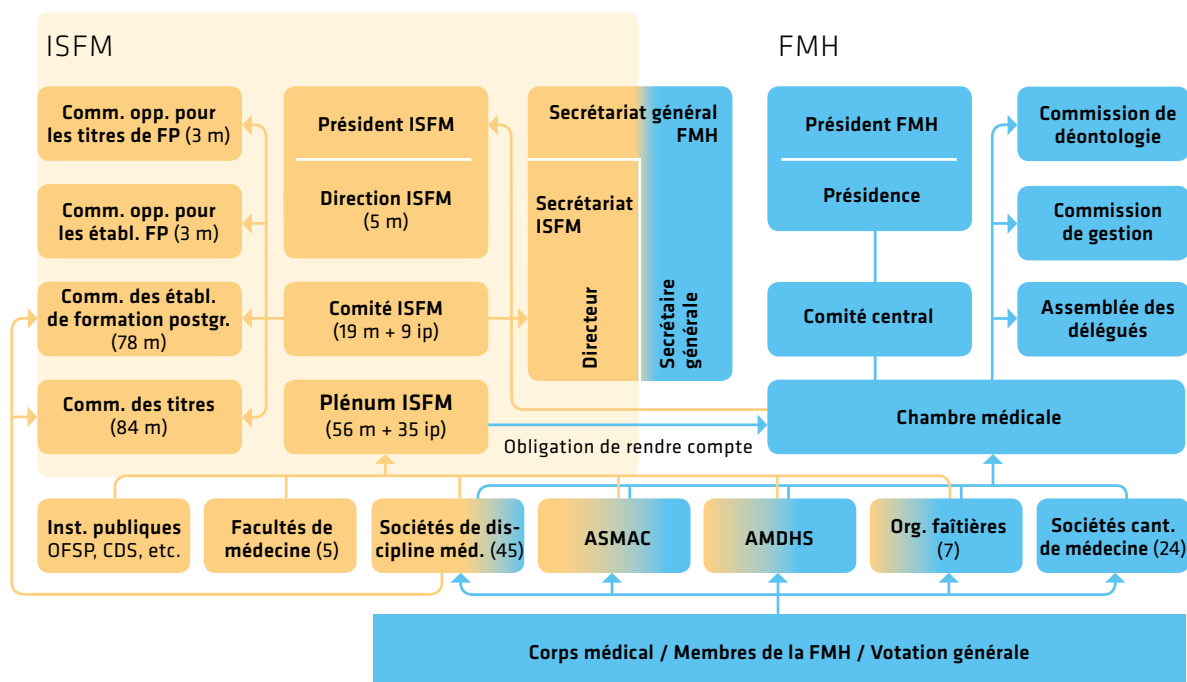 ISFM
FMH
Comm. opp. pour
les titres de FP (3 m)
Président ISFM
Secrétariat général
FMH
Président FMH
Commission de
déontologie
Comm. opp. pour
les établ. FP (3 m)
Direction ISFM
(5 m)
Secrétariat
ISFM
Présidence
Commission
de gestion
Comm. des établ.
de formation postgr.
(78 m)
Comité ISFM
(19 m + 9 ip)
Directeur
Secrétaire
générale
Comité central
Assemblée des
délégués
Comm. des titres
(84 m)
Plénum ISFM
(56 m + 35 ip)
Obligation de rendre compte
Chambre médicale
Inst. publiques
OFSP, CDS, etc.
Facultés de
médecine (5)
Sociétés de dis-
cipline méd. (45)
ASMAC
AMDHS
Org. faîtières
(7)
Sociétés cant.
de médecine (24)
Corps médical / Membres de la FMH / Votation générale